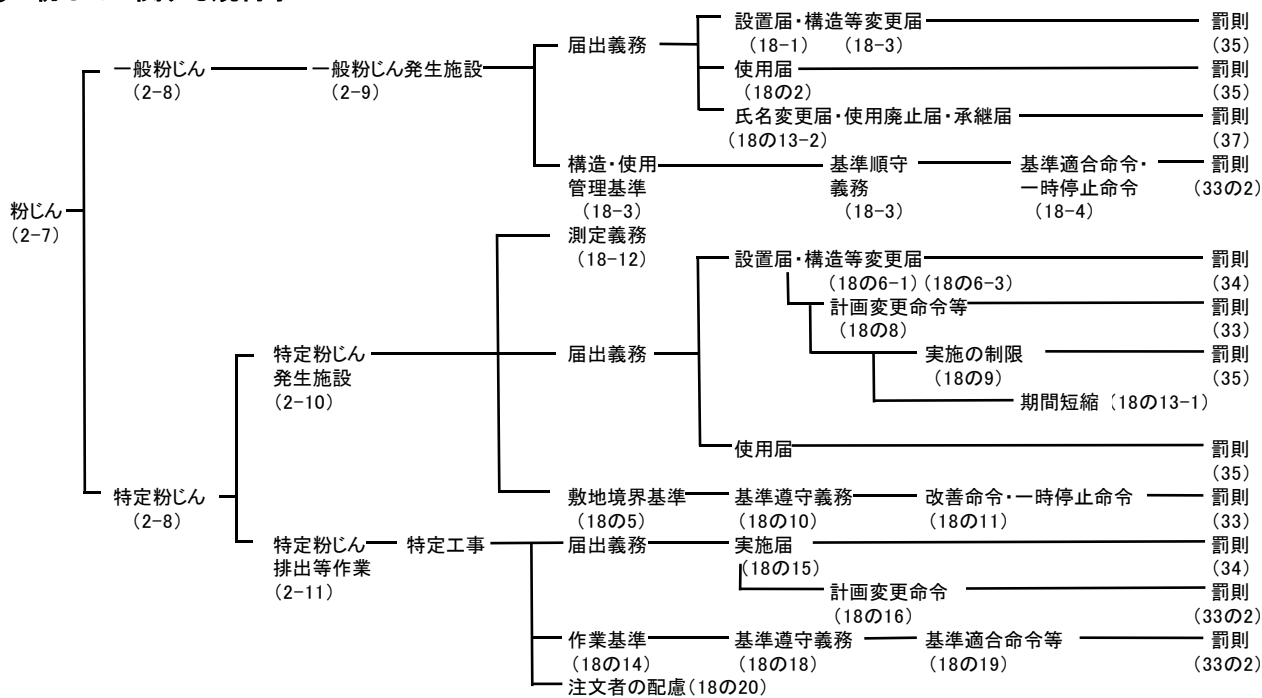 設置届・構造等変更届 罰則
届出義務 (18-1) (18-3) (35)
一般粉じん 一般粉じん発生施設 使用届 罰則
(2-8) (2-9) (18の2) (35)
氏名変更届・使用廃止届・承継届 罰則
(18の13-2) (37)
構造・使用 基準順守 基準適合命令・ 罰則
管理基準 義務 一時停止命令 (33の2)
粉じん (18-3) (18-3) (18-4)
(2-7) 測定義務
(18-12) 設置届・構造等変更届 罰則
(18の6-1) (18の6-3) (34)
計画変更命令等 罰則
(18の8) (33)
特定粉じん 届出義務 実施の制限 罰則
発生施設 (18の9) (35)
(2-10) 期間短縮 (18の13-1)
使用届 罰則
(35)
特定粉じん 敷地境界基準 基準遵守義務 改善命令・一時停止命令 罰則
(2-8) (18の5) (18の10) (18の11) (33)
特定粉じん 特定工事 届出義務 実施届 罰則
排出等作業 (18の15) (34)
(2-11) 計画変更命令 罰則
(18の16) (33の2)
作業基準 基準遵守義務 基準適合命令等 罰則
(18の14) (18の18) (18の19) (33の2)
注文者の配慮(18の20)